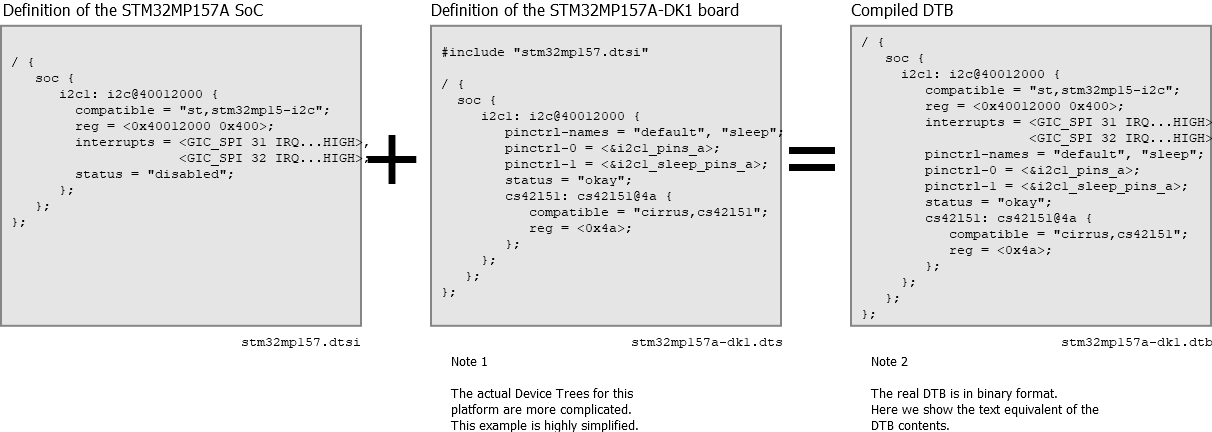 Definition of the STM32MP157A SoC
/ {
soc {
i2c1: i2c@40012000 {
compatible = "st,stm32mp15-i2c";
reg = <0x40012000 0x400>;
interrupts = <GIC_SPI 31 IRQ...HIGH>,
<GIC_SPI 32 IRQ...HIGH>;
status = "disabled";
};
};
};
stm32mp157.dtsi
+
Definition of the STM32MP157A-DK1 board
#include "stm32mp157.dtsi"
/ {
soc {
i2c1: i2c@40012000 {
pinctrl-names = "default", "sleep";
pinctrl-0 = <&i2c1_pins_a>;
pinctrl-1 = <&i2c1_sleep_pins_a>;
status = "okay";
cs42l51: cs42l51@4a {
compatible = "cirrus,cs42l51";
reg = <0x4a>;
};
};
};
};
stm32mp157a-dk1.dts
Note 1
The actual Device Trees for this
platform are more complicated.
This example is highly simplified.
=
Compiled DTB
/ {
soc {
i2c1: i2c@40012000 {
compatible = "st,stm32mp15-i2c";
reg = <0x40012000 0x400>;
interrupts = <GIC_SPI 31 IRQ...HIGH>
<GIC_SPI 32 IRQ...HIGH>
pinctrl-names = "default", "sleep";
pinctrl-0 = <&i2c1_pins_a>;
pinctrl-1 = <&i2c1_sleep_pins_a>;
status = "okay";
cs42l51: cs42l51@4a {
compatible = "cirrus,cs42l51";
reg = <0x4a>;
};
};
};
};
stm32mp157a-dk1.dtb
Note 2
The real DTB is in binary format.
Here we show the text equivalent of the
DTB contents.